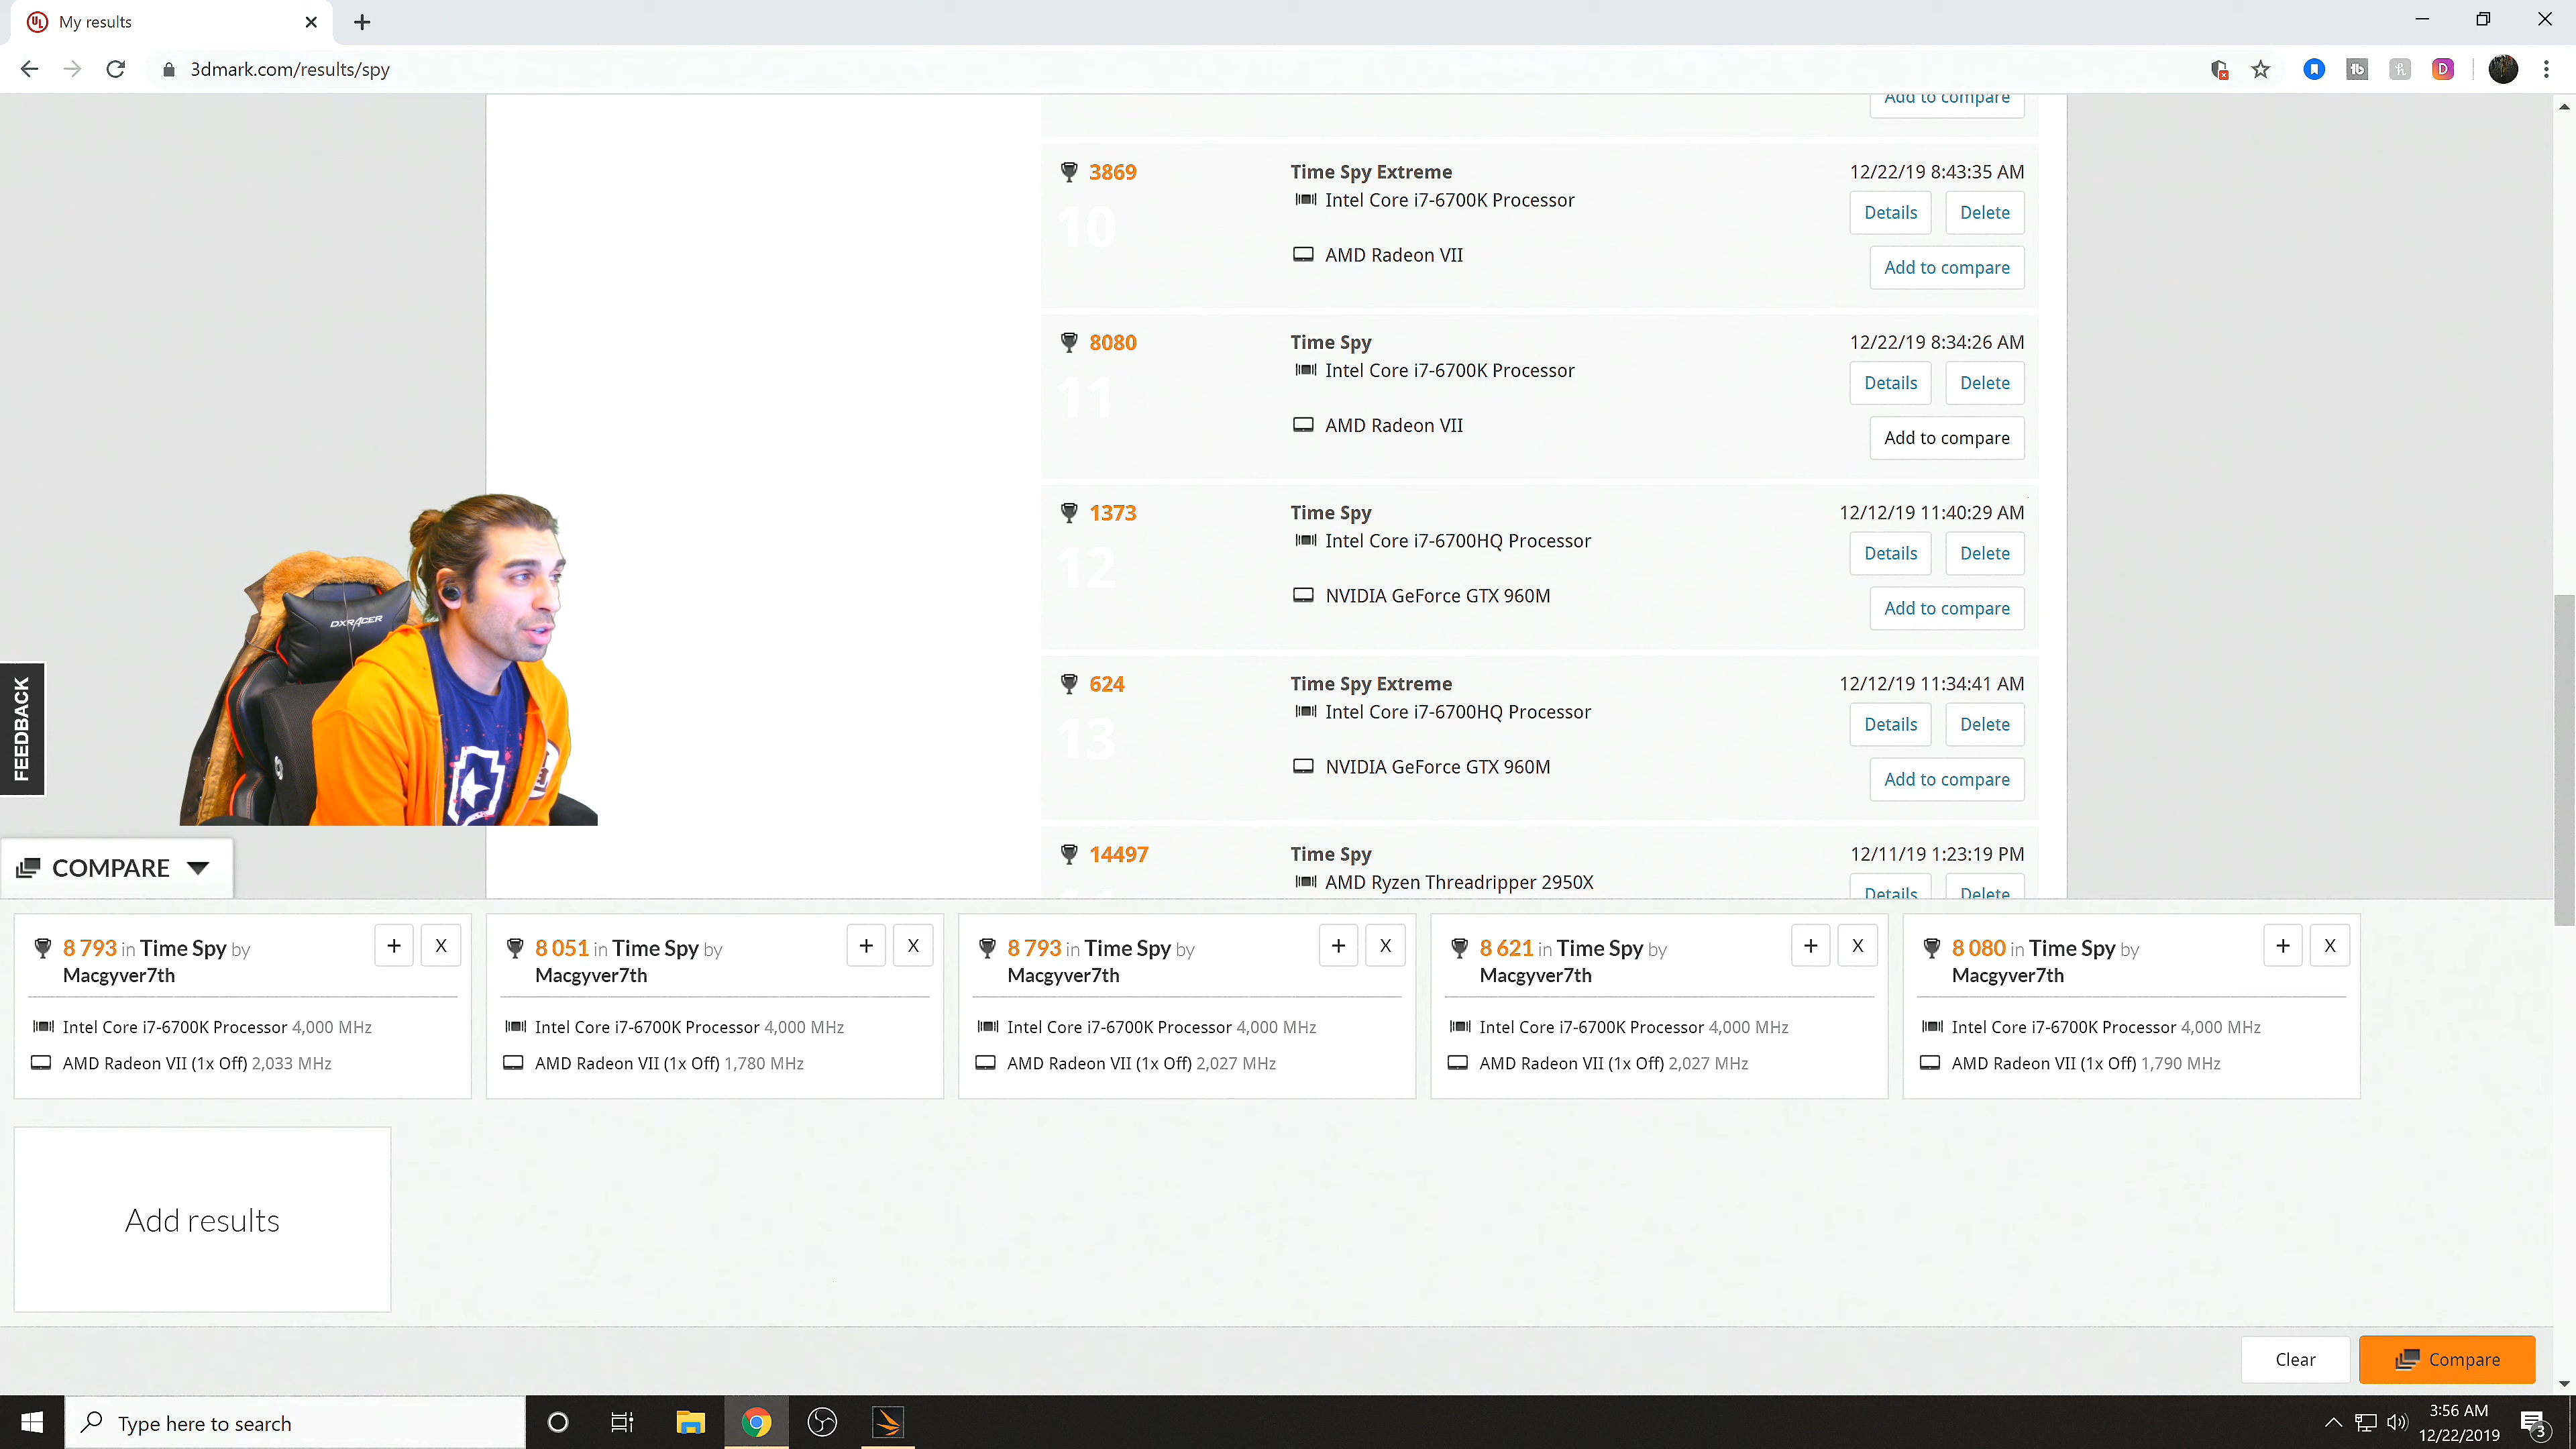 My results
3dmark.com/results/spy
Add to compare
3869
Time Spy Extreme
12/22/19 8:43:35 AM
10
Intel Core i7-6700K Processor
Details
Delete
AMD Radeon VII
Add to compare
8080
Time Spy
12/22/19 8:34:26 AM
11
Intel Core i7-6700K Processor
Details
Delete
AMD Radeon VII
Add to compare
1373
Time Spy
12/12/19 11:40:29 AM
12
Intel Core i7-6700HQ Processor
Details
Delete
NVIDIA GeForce GTX 960M
Add to compare
624
Time Spy Extreme
12/12/19 11:34:41 AM
13
Intel Core i7-6700HQ Processor
Details
Delete
NVIDIA GeForce GTX 960M
Add to compare
14497
Time Spy
12/11/19 1:23:19 PM
AMD Ryzen Threadripper 2950X
Details
Delete
DXRACER
FEEDBACK
COMPARE
8 793 in Time Spy by
Macgyver7th
+
X
Intel Core i7-6700K Processor 4,000 MHz
AMD Radeon VII (1x Off) 2,033 MHz
8 051 in Time Spy by
Macgyver7th
+
X
Intel Core i7-6700K Processor 4,000 MHz
AMD Radeon VII (1x Off) 1,780 MHz
8 793 in Time Spy by
Macgyver7th
+
X
Intel Core i7-6700K Processor 4,000 MHz
AMD Radeon VII (1x Off) 2,027 MHz
8 621 in Time Spy by
Macgyver7th
+
X
Intel Core i7-6700K Processor 4,000 MHz
AMD Radeon VII (1x Off) 2,027 MHz
8 080 in Time Spy by
Macgyver7th
+
X
Intel Core i7-6700K Processor 4,000 MHz
AMD Radeon VII (1x Off) 1,790 MHz
Add results
Clear
Compare
Type here to search
3:56 AM
12/22/2019
3